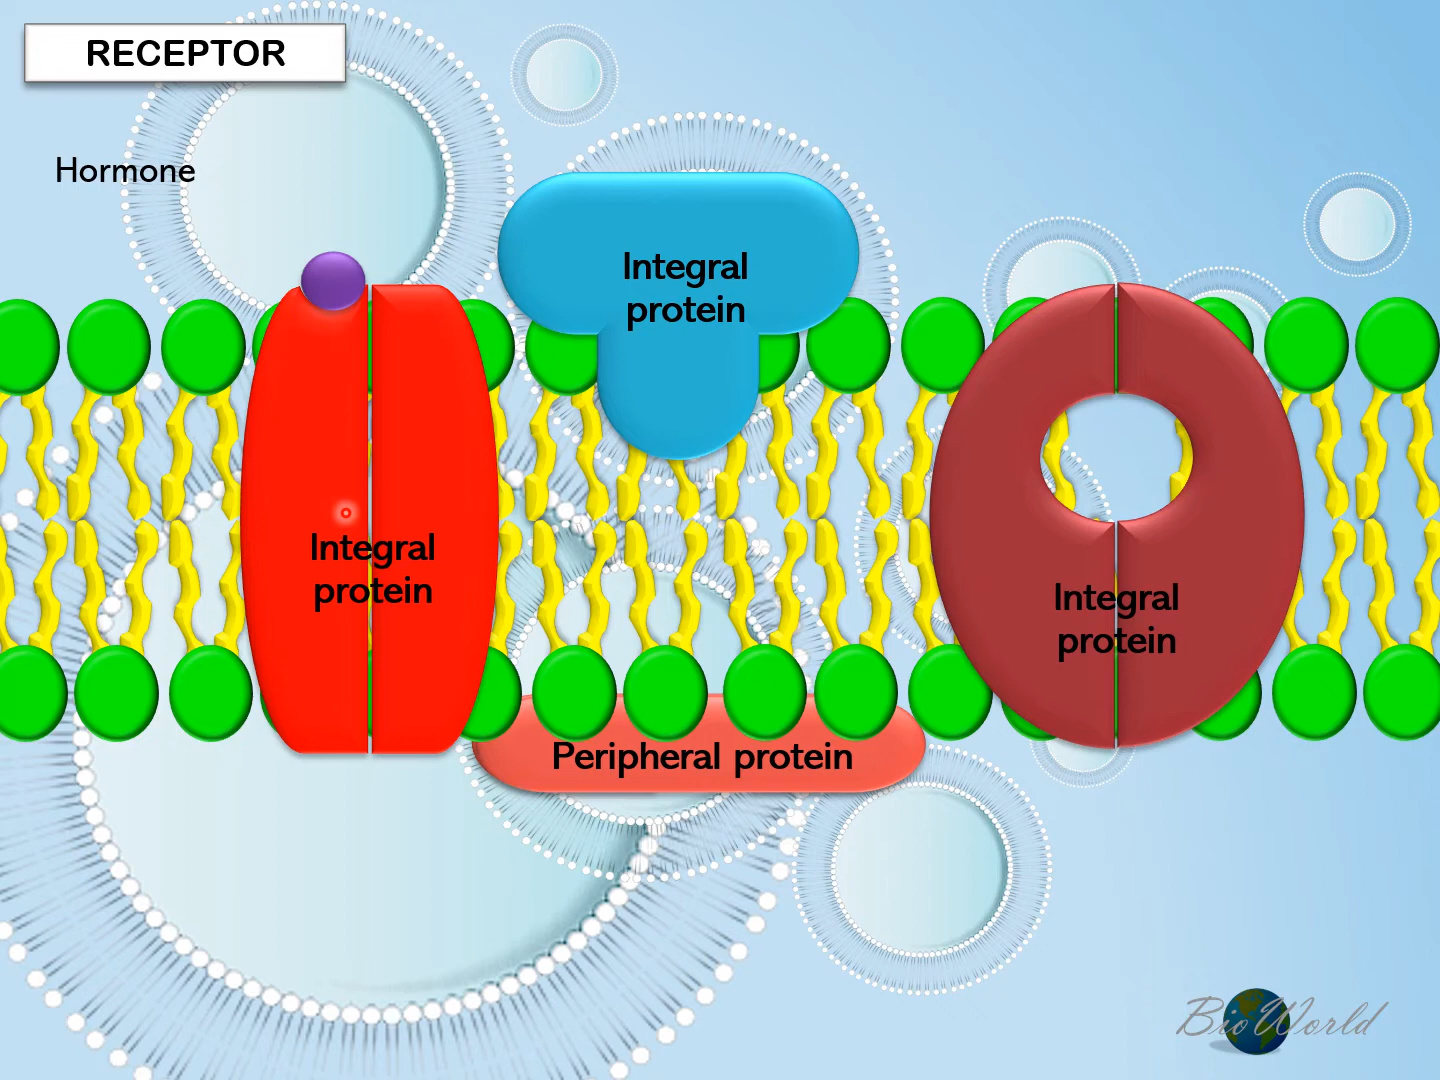 RECEPTOR
Hormone
Integral
protein
Integral
protein
Integral
protein
Peripheral protein
BioWorld